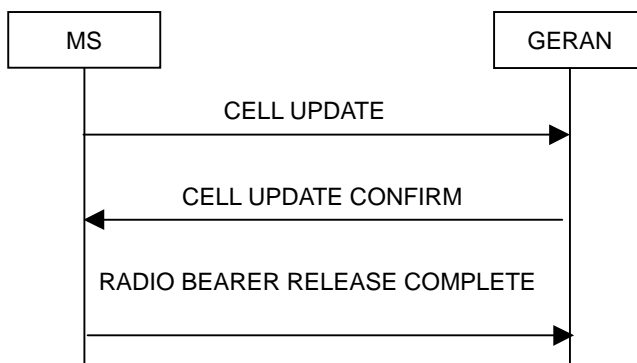 MS
GERAN
CELL UPDATE
CELL UPDATE CONFIRM
RADIO BEARER RELEASE COMPLETE